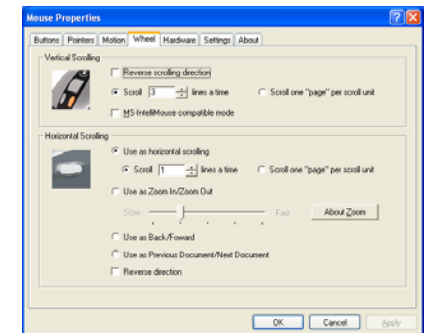 Mouse Properties
Buttons Pointers Motion Wheel Hardware Settings About
Vertical Scrolling
Reverse scrolling direction
Scroll 3 lines a time Scroll one "page" per scroll unit
MS-IntelliMouse compatible mode
Horizontal Scrolling
Use as horizontal scrolling
Scroll 1 lines a time Scroll one "page" per scroll unit
Use as Zoom In/Zoom Out
Slow Fast About Zoom
Use as Back/Foward
Use as Previous Document/Next Document
Reverse direction
OK Cancel Apply